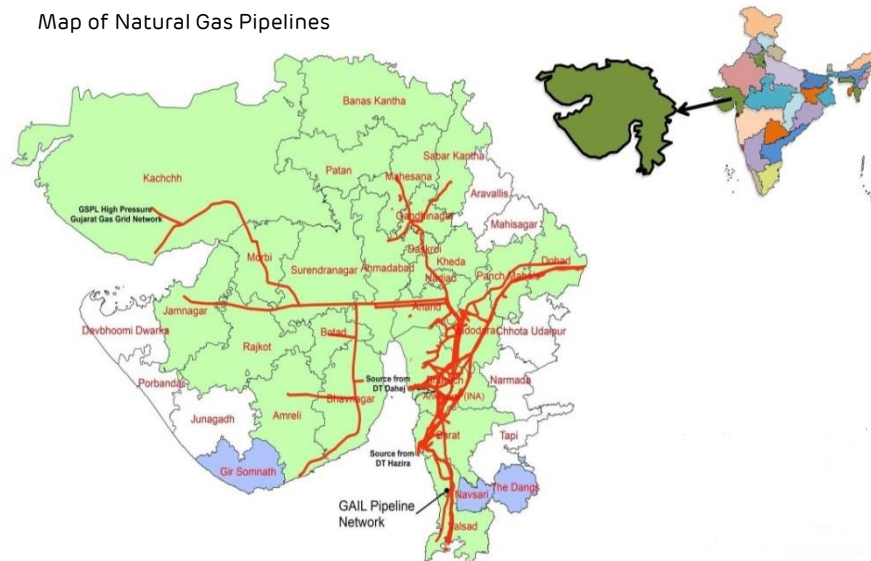 Map of Natural Gas Pipelines
Banas Kantha
Patan
Sabar Kantha
Mahesana
Kachchh
Aravallis
GSPL High Pressure
Gujarat Gas Grid Network
Gandhinagar
Mahisagar
Daskroi
Morbi
Surendranagar
Ahmadabad
Kheda
Dohad
Nadiad
Panch Mahals
Jamnagar
Anand
Devbhoomi Dwarka
Botad
Vadodara
Chhota Udaipur
Rajkot
Porbandar
Source from
DT Dahej
Bharuch
Narmada
Bhavnagar
(INA)
Junagadh
Amreli
Surat
Tapi
Source from
DT Hazira
Gir Somnath
The Dangs
GAIL Pipeline
Network
Navsari
Valsad